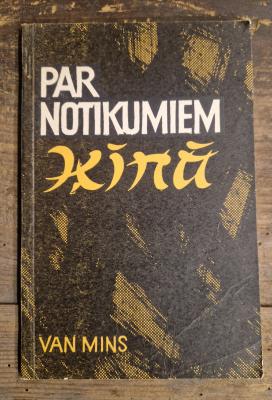 PAR
NOTIKUMIEM
ĶĪNĀ
VAN MINS